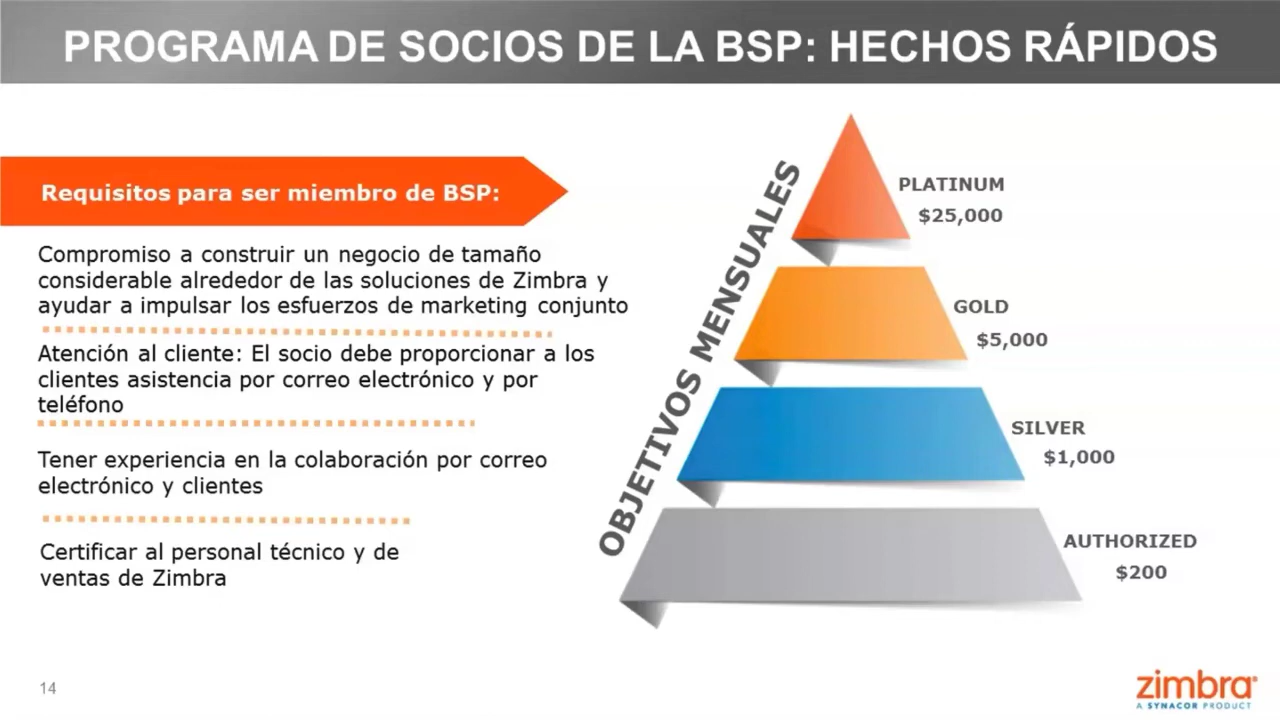 PROGRAMA DE SOCIOS DE LA BSP: HECHOS RÁPIDOS
Requisitos para ser miembro de BSP:
Compromiso a construir un negocio de tamaño
considerable alrededor de las soluciones de Zimbra y
ayudar a impulsar los esfuerzos de marketing conjunto
Atención al cliente: El socio debe proporcionar a los
clientes asistencia por correo electrónico y por
teléfono
Tener experiencia en la colaboración por correo
electrónico y clientes
Certificar al personal técnico y de
ventas de Zimbra
OBJETIVOS MENSUALES
PLATINUM
$25,000
GOLD
$5,000
SILVER
$1,000
AUTHORIZED
$200
14
zimbra®
A SYNACOR PRODUCT